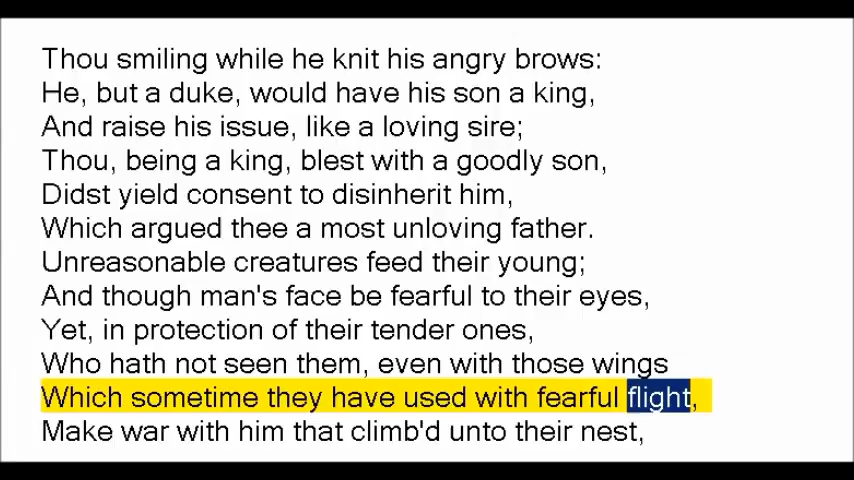 Thou smiling while he knit his angry brows:
He, but a duke, would have his son a king,
And raise his issue, like a loving sire;
Thou, being a king, blest with a goodly son,
Didst yield consent to disinherit him,
Which argued thee a most unloving father.
Unreasonable creatures feed their young;
And though man's face be fearful to their eyes,
Yet, in protection of their tender ones,
Who hath not seen them, even with those wings
Which sometime they have used with fearful flight,
Make war with him that climb'd unto their nest,